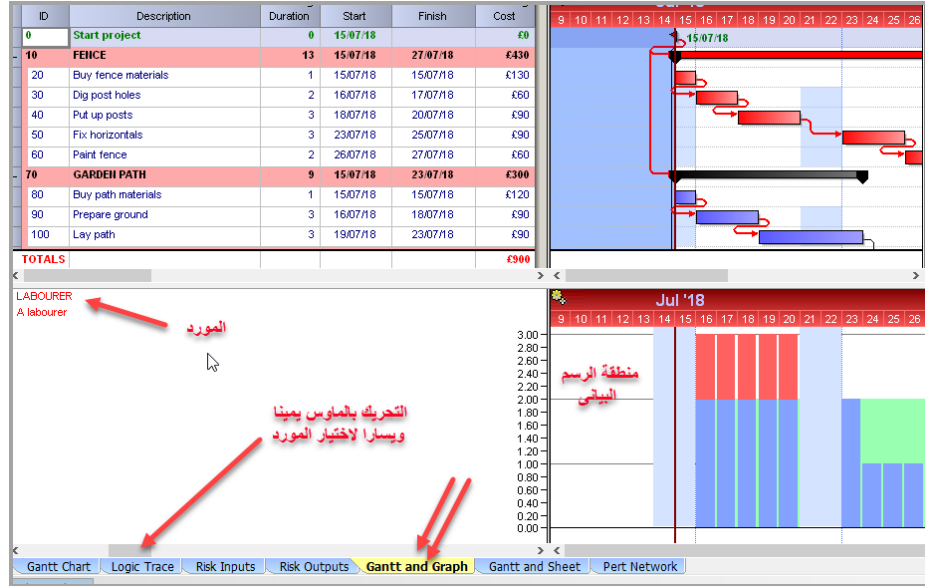 ID Description Duration Start Finish Cost
0 Start project 0 15/07/18 £0
10 FENCE 13 15/07/18 27/07/18 £430
20 Buy fence materials 1 15/07/18 15/07/18 £130
30 Dig post holes 2 16/07/18 17/07/18 £60
40 Put up posts 3 18/07/18 20/07/18 £90
50 Fix horizontals 3 23/07/18 25/07/18 £90
60 Paint fence 2 26/07/18 27/07/18 £60
70 GARDEN PATH 9 15/07/18 23/07/18 £300
80 Buy path materials 1 15/07/18 15/07/18 £120
90 Prepare ground 3 16/07/18 18/07/18 £90
100 Lay path 3 19/07/18 23/07/18 £90
TOTALS £900
9 10 11 12 13 14 15 16 17 18 19 20 21 22 23 24 25 26
15/07/18
LABOURER
A labourer
المورد
التحريك بالماوس يمينا
ويسارا لاختيار المورد
Jul '18
9 10 11 12 13 14 15 16 17 18 19 20 21 22 23 24 25 26
3.00
2.80
2.60
2.40
2.20
2.00
1.80
1.60
1.40
1.20
1.00
0.80
0.60
0.40
0.20
0.00
منطقة الرسم
البيانى
Gantt Chart Logic Trace Risk Inputs Risk Outputs Gantt and Graph Gantt and Sheet Pert Network